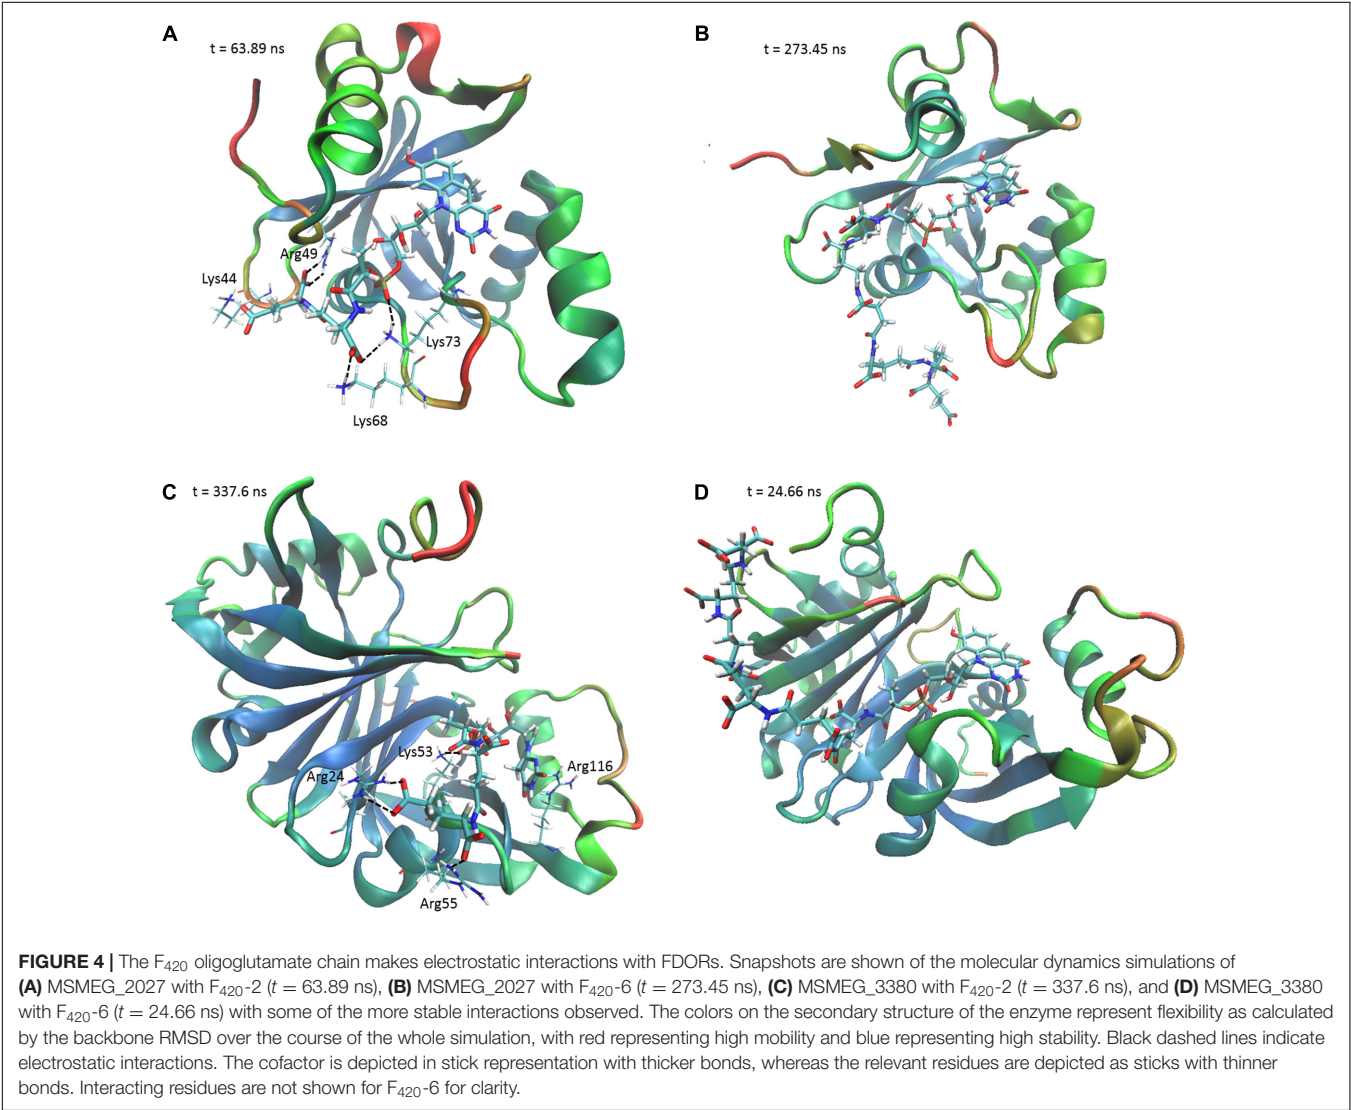 A
t = 63.89 ns
Arg49
Lys44
Lys73
Lys68
B
t = 273.45 ns
C
t = 337.6 ns
Lys53
Arg24
Arg116
Arg55
D
t = 24.66 ns
FIGURE 4 | The F420 oligoglutamate chain makes electrostatic interactions with FDORs. Snapshots are shown of the molecular dynamics simulations of
(A) MSMEG_2027 with F420-2 (t = 63.89 ns), (B) MSMEG_2027 with F420-6 (t = 273.45 ns), (C) MSMEG_3380 with F420-2 (t = 337.6 ns), and (D) MSMEG_3380
with F420-6 (t = 24.66 ns) with some of the more stable interactions observed. The colors on the secondary structure of the enzyme represent flexibility as calculated
by the backbone RMSD over the course of the whole simulation, with red representing high mobility and blue representing high stability. Black dashed lines indicate
electrostatic interactions. The cofactor is depicted in stick representation with thicker bonds, whereas the relevant residues are depicted as sticks with thinner
bonds. Interacting residues are not shown for F420-6 for clarity.